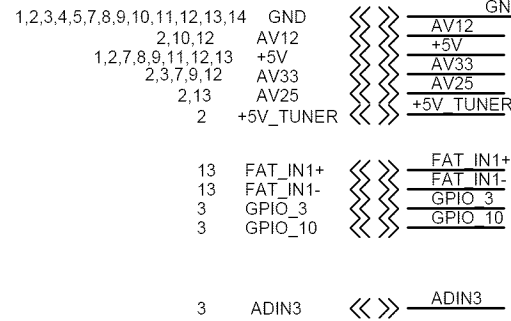 1,2,3,4,5,7,8,9,10,11,12,13,14 GND GN
2,10,12 AV12 AV12
1,2,7,8,9,11,12,13 +5V +5V
2,3,7,9,12 AV33 AV33
2,13 AV25 AV25
2 +5V_TUNER +5V_TUNER
13 FAT_IN1+ FAT_IN1+
13 FAT_IN1- FAT_IN1-
3 GPIO_3 GPIO_3
3 GPIO_10 GPIO_10
3 ADIN3 ADIN3